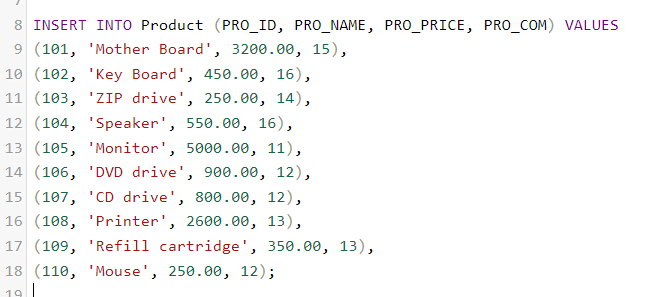 7
8 INSERT INTO Product (PRO_ID, PRO_NAME, PRO_PRICE, PRO_COM) VALUES
9 (101, 'Mother Board', 3200.00, 15),
10 (102, 'Key Board', 450.00, 16),
11 (103, 'ZIP drive', 250.00, 14),
12 (104, 'Speaker', 550.00, 16),
13 (105, 'Monitor', 5000.00, 11),
14 (106, 'DVD drive', 900.00, 12),
15 (107, 'CD drive', 800.00, 12),
16 (108, 'Printer', 2600.00, 13),
17 (109, 'Refill cartridge', 350.00, 13),
18 (110, 'Mouse', 250.00, 12);
19